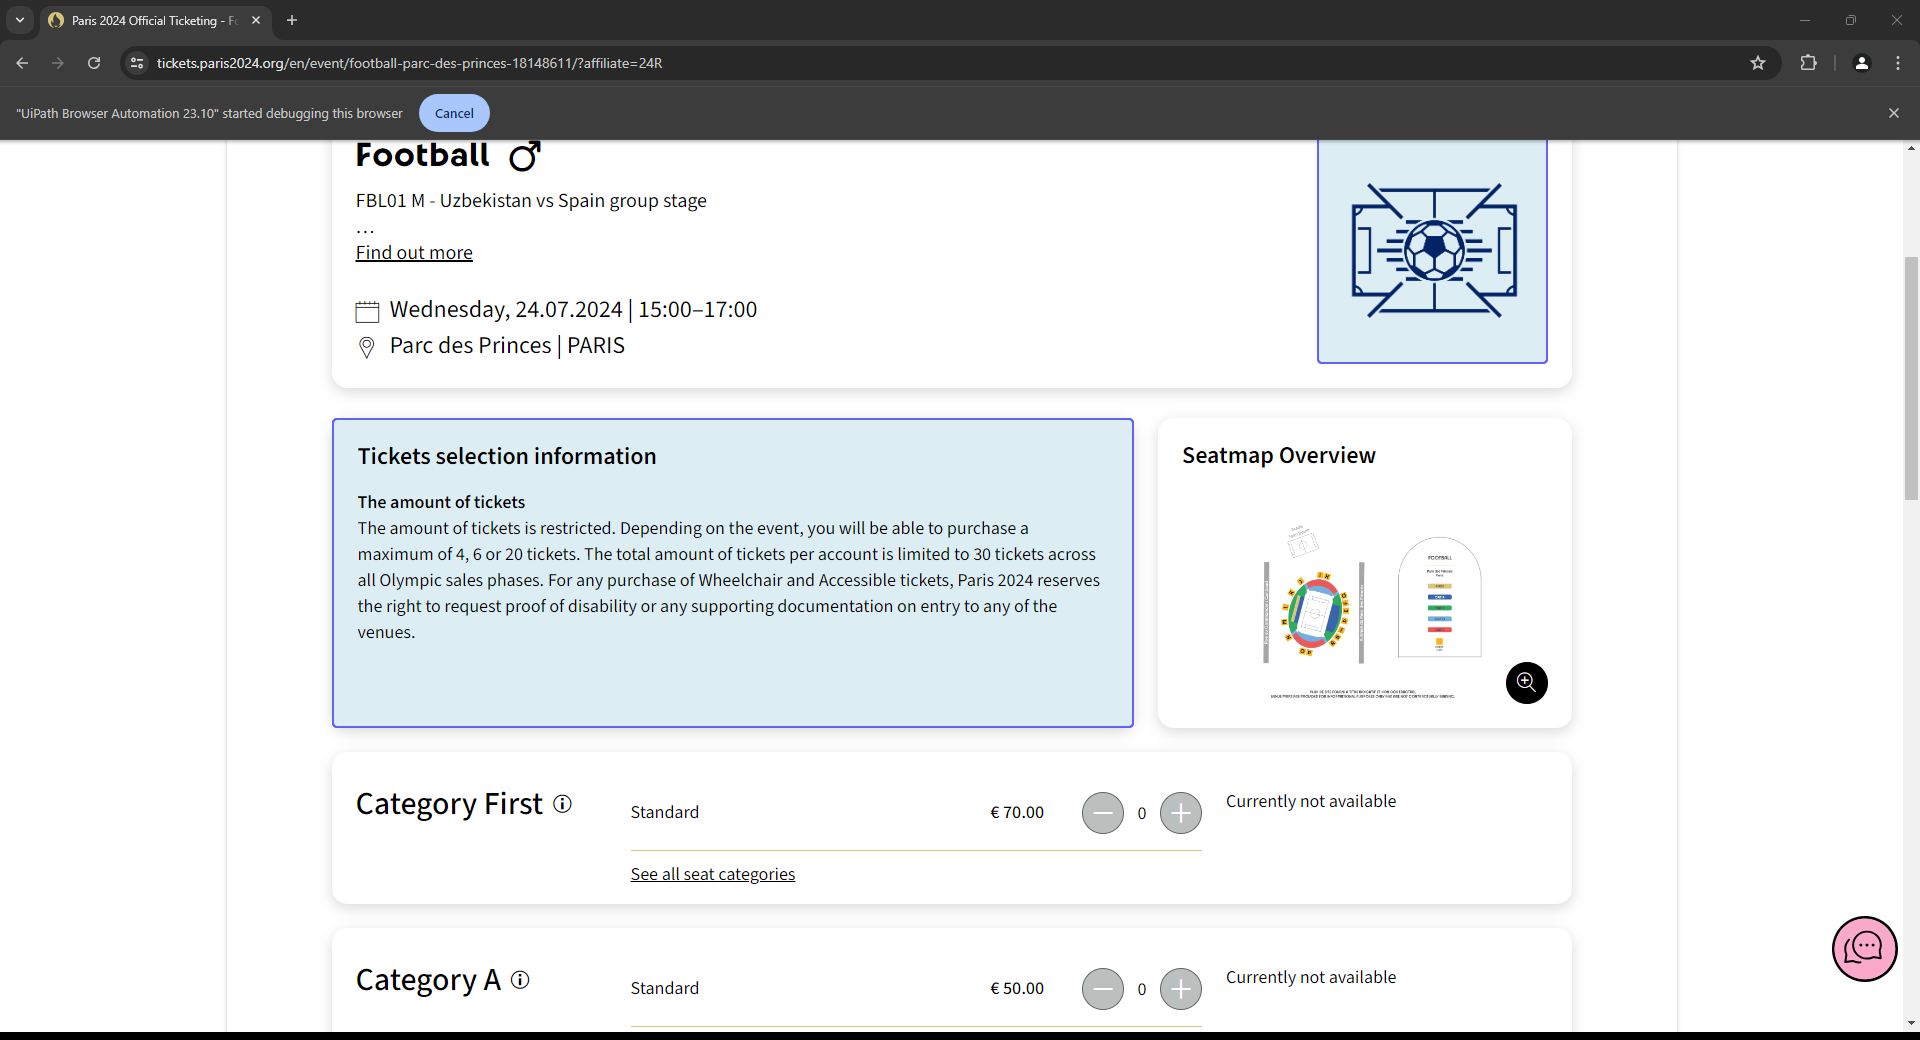 Paris 2024 Official Ticketing - Fo
tickets.paris2024.org/en/event/football-parc-des-princes-18148611/?affiliate=24R
"UiPath Browser Automation 23.10" started debugging this browser
Cancel
Football
FBL01 M - Uzbekistan vs Spain group stage
...
Find out more
Wednesday, 24.07.2024 | 15:00–17:00
Parc des Princes | PARIS
Tickets selection information
The amount of tickets
The amount of tickets is restricted. Depending on the event, you will be able to purchase a
maximum of 4, 6 or 20 tickets. The total amount of tickets per account is limited to 30 tickets across
all Olympic sales phases. For any purchase of Wheelchair and Accessible tickets, Paris 2024 reserves
the right to request proof of disability or any supporting documentation on entry to any of the
venues.
Seatmap Overview
FOOTBALL
Parc des Princes
Category First
Standard
€ 70.00
0
Currently not available
See all seat categories
Category A
Standard
€ 50.00
0
Currently not available